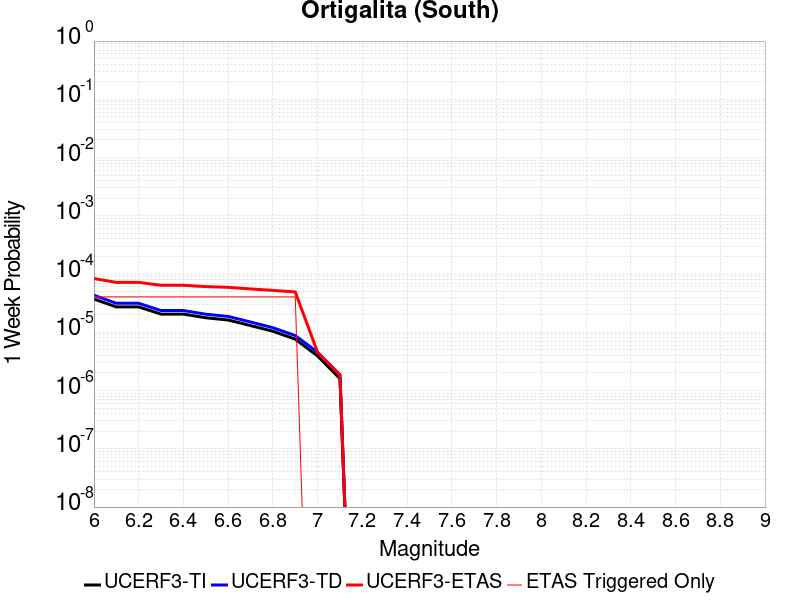 Ortigalita (South)
10 0
10 -1
10 -2
10 -3
10 -4
10 -5
10 -6
10 -7
10 -8
1 Week Probability
6 6.2 6.4 6.6 6.8 7 7.2 7.4 7.6 7.8 8 8.2 8.4 8.6 8.8 9
Magnitude
UCERF3-TI UCERF3-TD UCERF3-ETAS ETAS Triggered Only